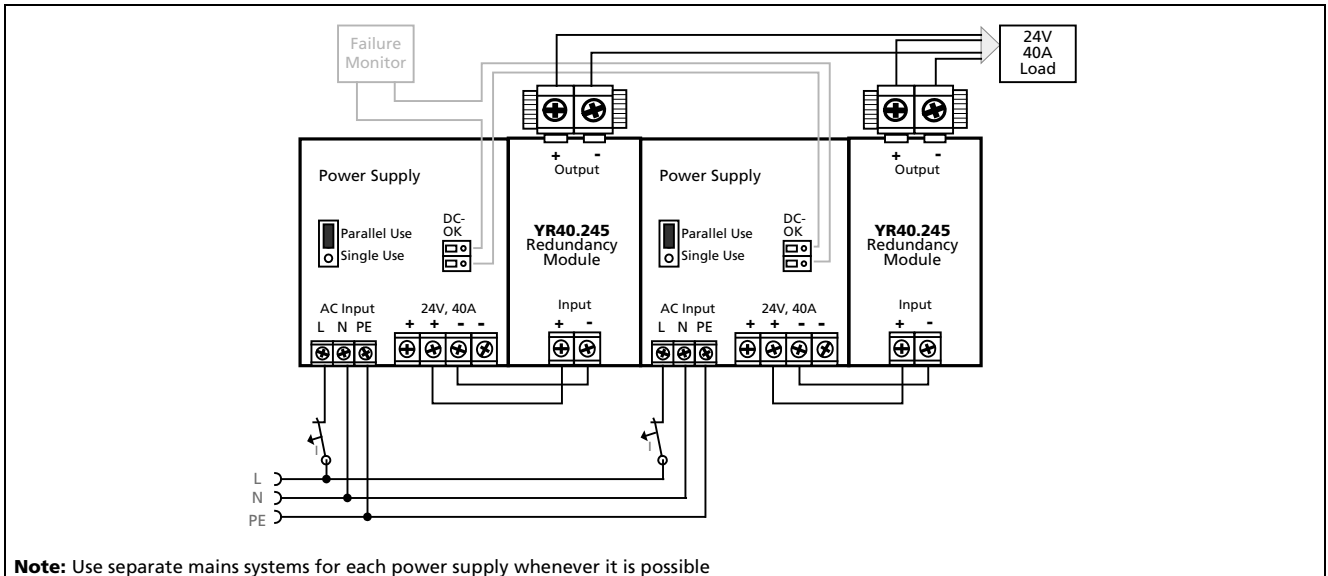 Failure
Monitor
24V
40A
Load
+ -
Output
+ -
Output
Power Supply
Power Supply
Parallel Use
Single Use
DC-
OK
YR40.245
Redundancy
Module
Parallel Use
Single Use
DC-
OK
YR40.245
Redundancy
Module
AC Input
L N PE
24V, 40A
+ + - -
Input
+ -
AC Input
L N PE
24V, 40A
+ + - -
Input
+ -
I
I
L
N
PE
Note: Use separate mains systems for each power supply whenever it is possible